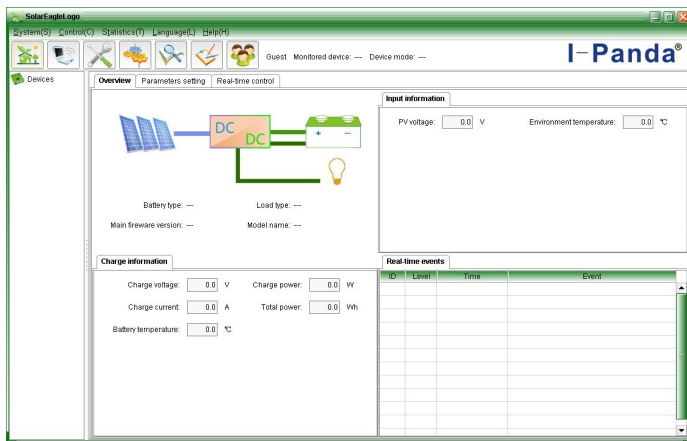 SolarEagleLogo
System(S) Control(C) Statistics(T) Language(L) Help(H)
Guest Monitored device: --- Device mode: ---
I-Panda®
Devices
Overview Parameters setting Real-time control
DC
DC
+ −
Battery type: --- Load type: ---
Main fireware version: --- Model name: ---
Input information
PV voltage: 0.0 V Environment temperature: 0.0 ℃
Charge information
Charge voltage: 0.0 V Charge power: 0.0 W
Charge current: 0.0 A Total power: 0.0 Wh
Battery temperature: 0.0 ℃
Real-time events
ID Level Time Event